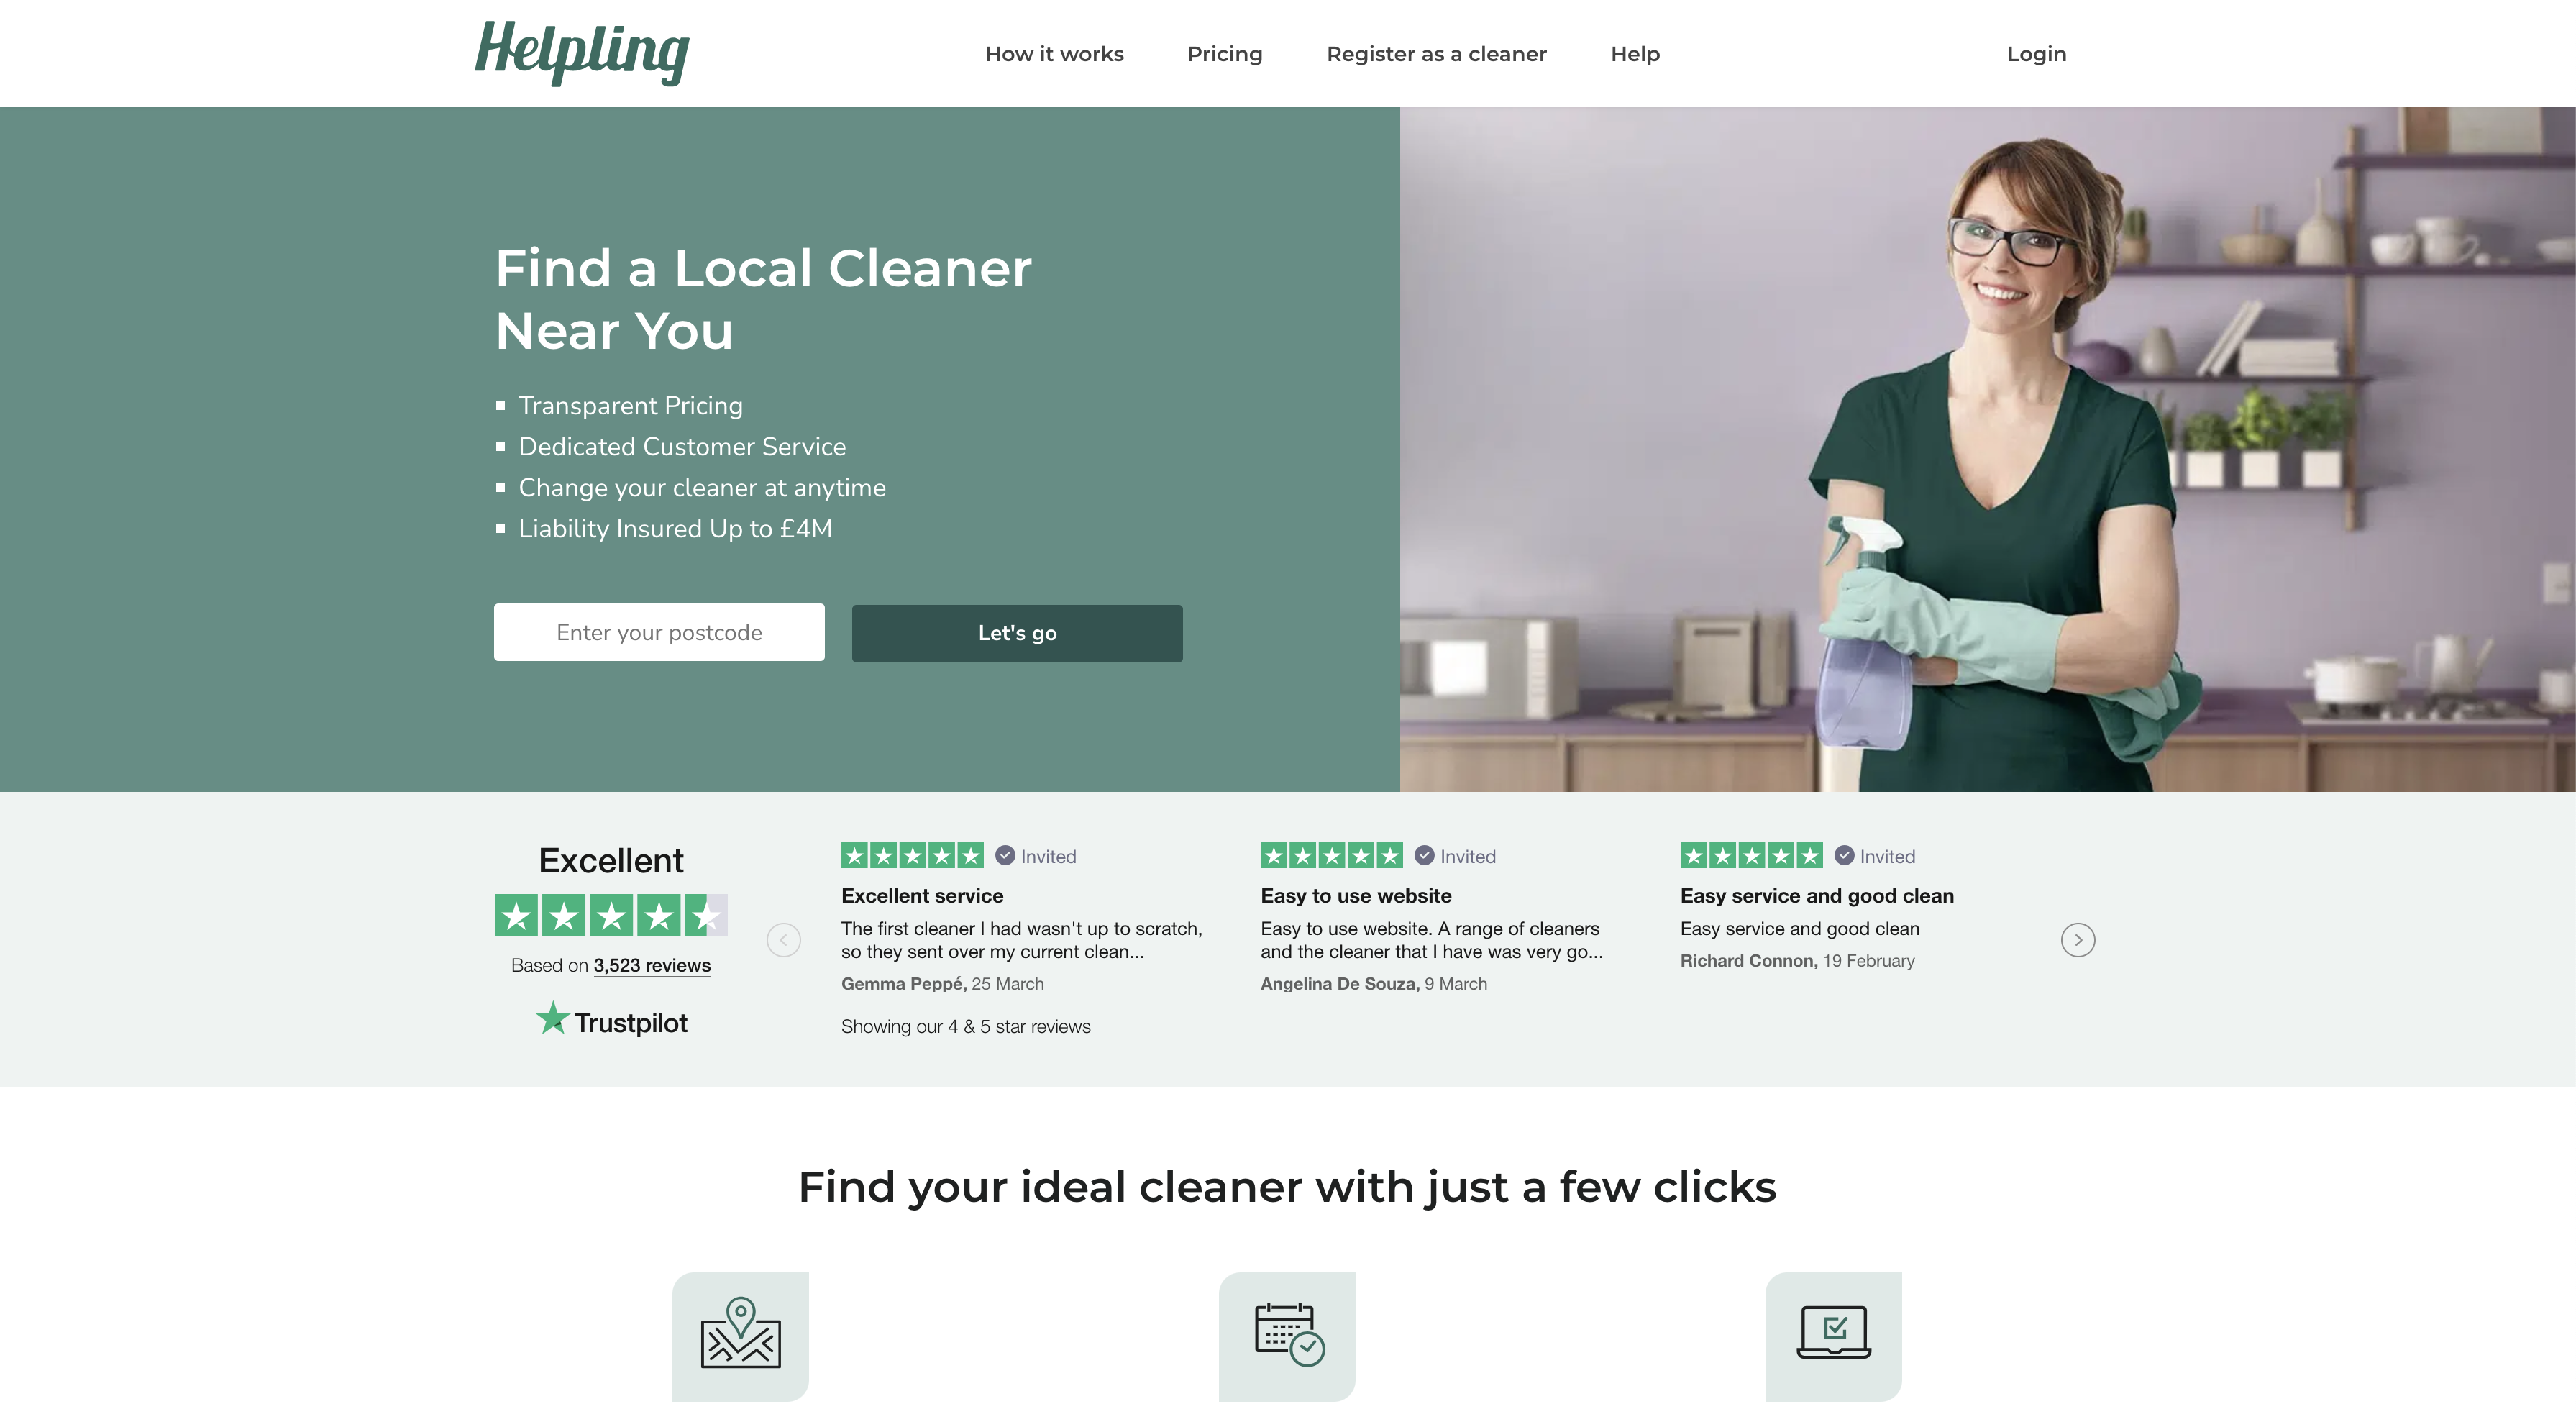 Helpling
How it works
Pricing
Register as a cleaner
Help
Login
Find a Local Cleaner
Near You
Transparent Pricing
Dedicated Customer Service
Change your cleaner at anytime
Liability Insured Up to £4M
Enter your postcode
Let's go
Excellent
Based on 3,523 reviews
Trustpilot
Invited
Excellent service
The first cleaner I had wasn't up to scratch,
so they sent over my current clean...
Gemma Peppé, 25 March
Showing our 4 & 5 star reviews
Invited
Easy to use website
Easy to use website. A range of cleaners
and the cleaner that I have was very go...
Angelina De Souza, 9 March
Invited
Easy service and good clean
Easy service and good clean
Richard Connon, 19 February
Find your ideal cleaner with just a few clicks